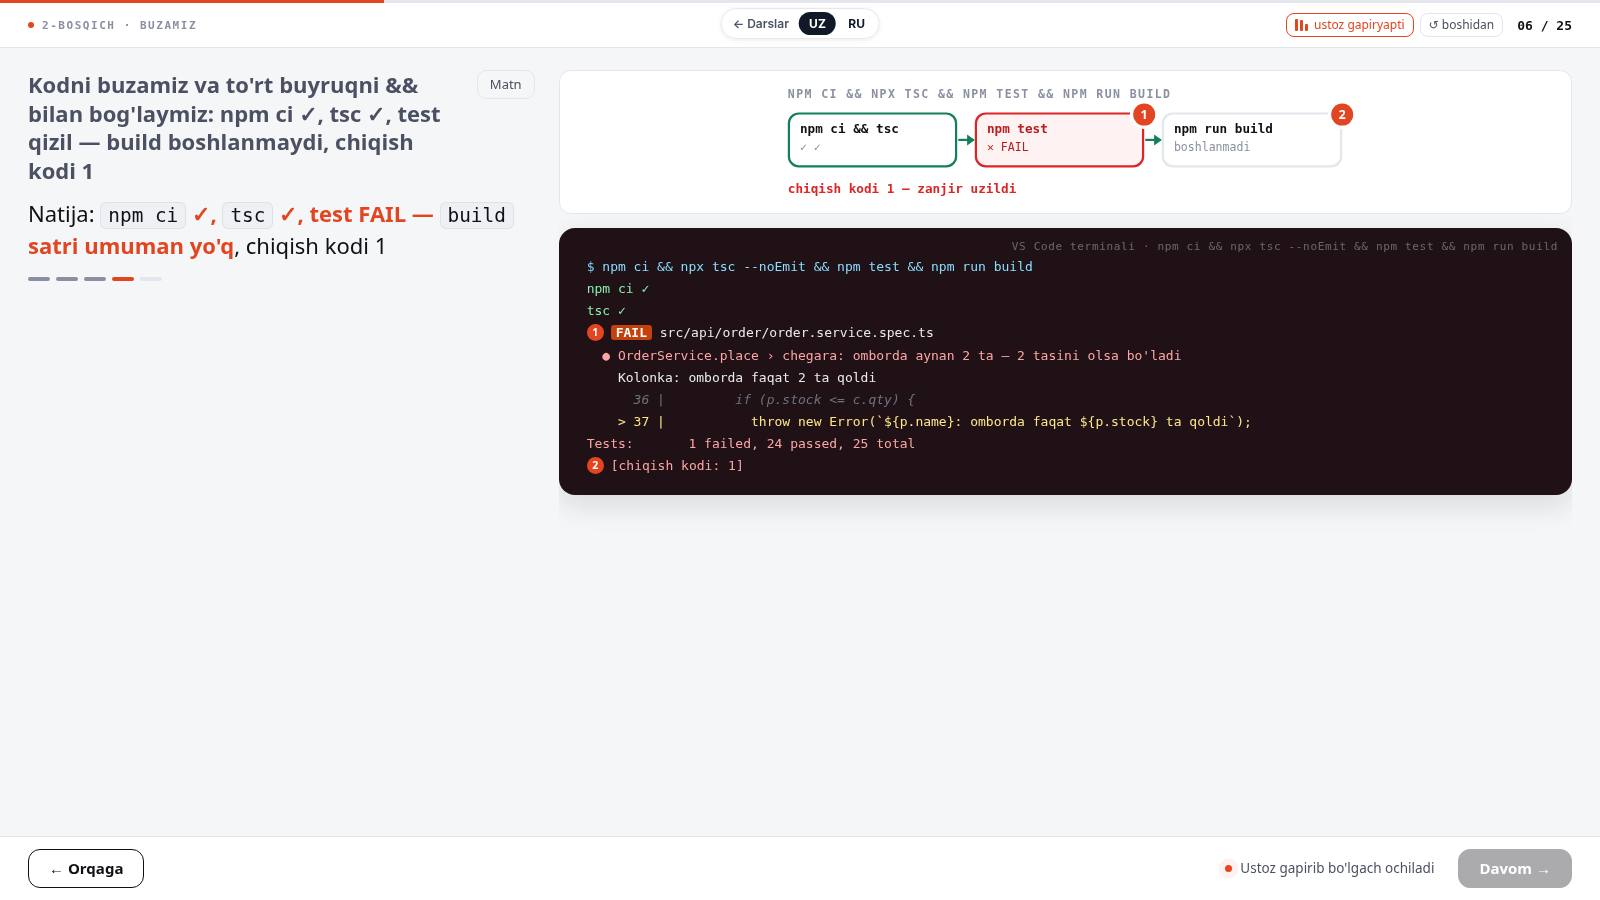 2-BOSQICH · BUZAMIZ
← Darslar UZ RU
ustoz gapiryapti
↺ boshidan
06 / 25
Kodni buzamiz va to'rt buyruqni &&
bilan bog'laymiz: npm ci ✓, tsc ✓, test
qizil — build boshlanmaydi, chiqish
kodi 1
Matn
Natija: npm ci ✓, tsc ✓, test FAIL — build
satri umuman yo'q, chiqish kodi 1
NPM CI && NPX TSC && NPM TEST && NPM RUN BUILD
npm ci && tsc
✓ ✓
1
npm test
✕ FAIL
2
npm run build
boshlanmadi
chiqish kodi 1 — zanjir uzildi
VS Code terminali · npm ci && npx tsc --noEmit && npm test && npm run build
$ npm ci && npx tsc --noEmit && npm test && npm run build
npm ci ✓
tsc ✓
1 FAIL src/api/order/order.service.spec.ts
● OrderService.place › chegara: omborda aynan 2 ta — 2 tasini olsa bo'ladi
Kolonka: omborda faqat 2 ta qoldi
36 | if (p.stock <= c.qty) {
> 37 | throw new Error(`${p.name}: omborda faqat ${p.stock} ta qoldi`);
Tests: 1 failed, 24 passed, 25 total
2 [chiqish kodi: 1]
← Orqaga
Ustoz gapirib bo'lgach ochiladi
Davom →